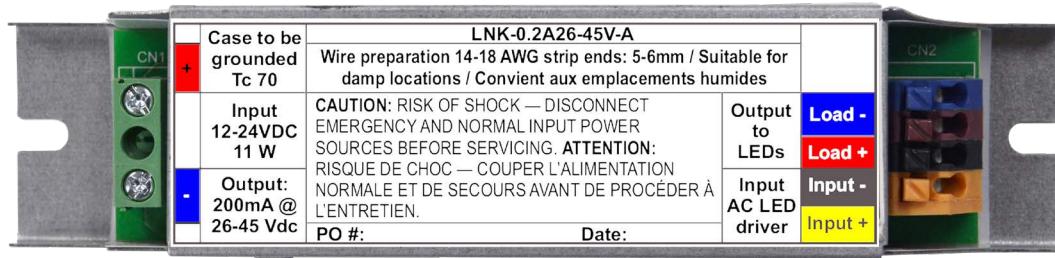 CN1
+
-
Case to be
grounded
Tc 70
Input
12-24VDC
11 W
Output:
200mA @
26-45 Vdc
LNK-0.2A26-45V-A
Wire preparation 14-18 AWG strip ends: 5-6mm / Suitable for
damp locations / Convient aux emplacements humides
CAUTION: RISK OF SHOCK — DISCONNECT
EMERGENCY AND NORMAL INPUT POWER
SOURCES BEFORE SERVICING. ATTENTION:
RISQUE DE CHOC — COUPER L'ALIMENTATION
NORMALE ET DE SECOURS AVANT DE PROCÉDER À
L'ENTRETIEN.
PO #:
Date:
Output
to
LEDs
Input
AC LED
driver
Load -
Load +
Input -
Input +
CN2